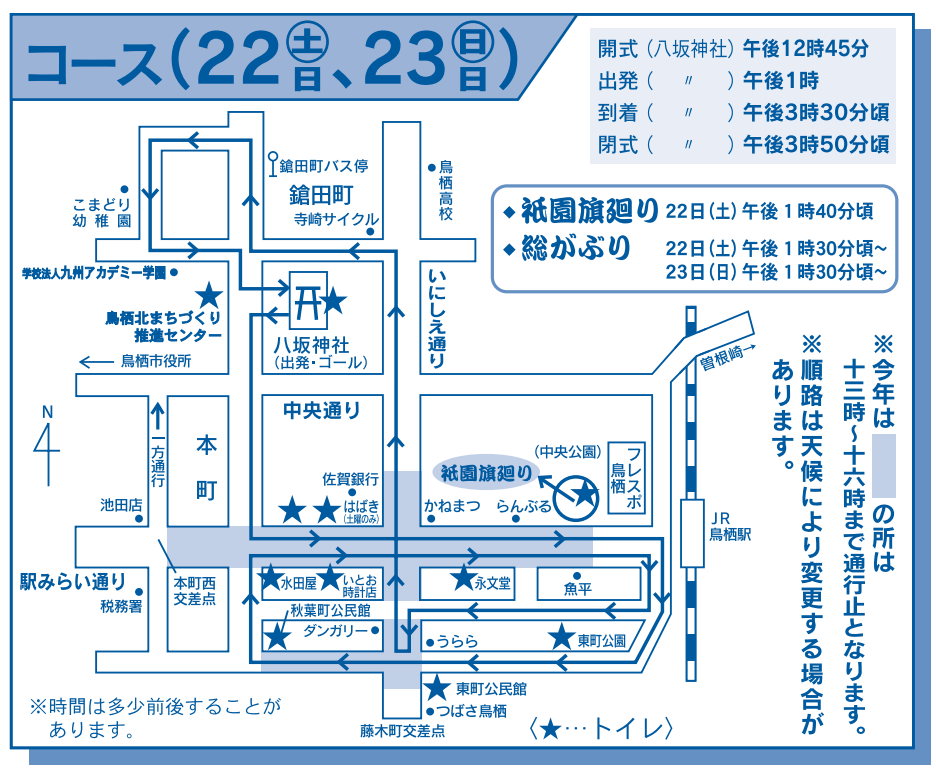 コース(22土日、23日日)
開式(八坂神社)午後12時45分
出発(　〃　)午後1時
到着(　〃　)午後3時30分頃
閉式(　〃　)午後3時50分頃
◆祇園旗廻り 22日(土)午後1時40分頃
◆総がぶり 22日(土)午後1時30分頃~
23日(日)午後1時30分頃~
鎗田町バス停
鎗田町
寺崎サイクル
鳥栖高校
こまどり
幼稚園
学校法人九州アカデミー学園
鳥栖北まちづくり
推進センター
鳥栖市役所
八坂神社
(出発・ゴール)
いにしえ通り
曽根崎→
中央通り
N
一方通行
本町
池田店
佐賀銀行
はばき
(土曜のみ)
祇園旗廻り
(中央公園)
フレスポ
鳥栖
かねまつ
らんぶる
JR
鳥栖駅
駅みらい通り
税務署
本町西
交差点
水田屋
いとお
時計店
永文堂
魚平
秋葉町公民館
ダンガリー
うらら
東町公園
東町公民館
つばさ鳥栖
藤木町交差点
〈★…トイレ〉
※今年は　の所は
十三時~十六時まで通行止となります。
※順路は天候により変更する場合が
あります。
※時間は多少前後することが
あります。